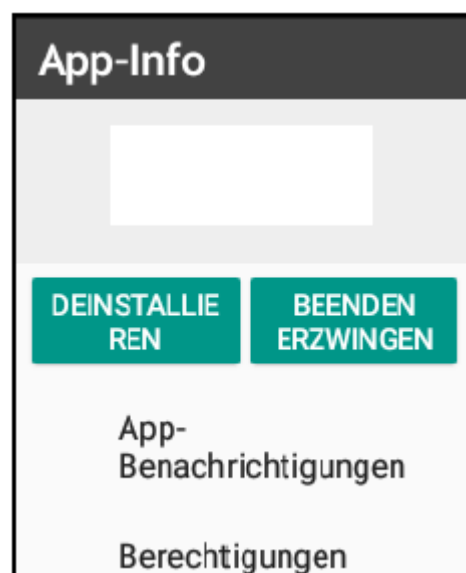 App-Info
DEINSTALLIE
REN
BEENDEN
ERZWINGEN
App-
Benachrichtigungen
Berechtigungen